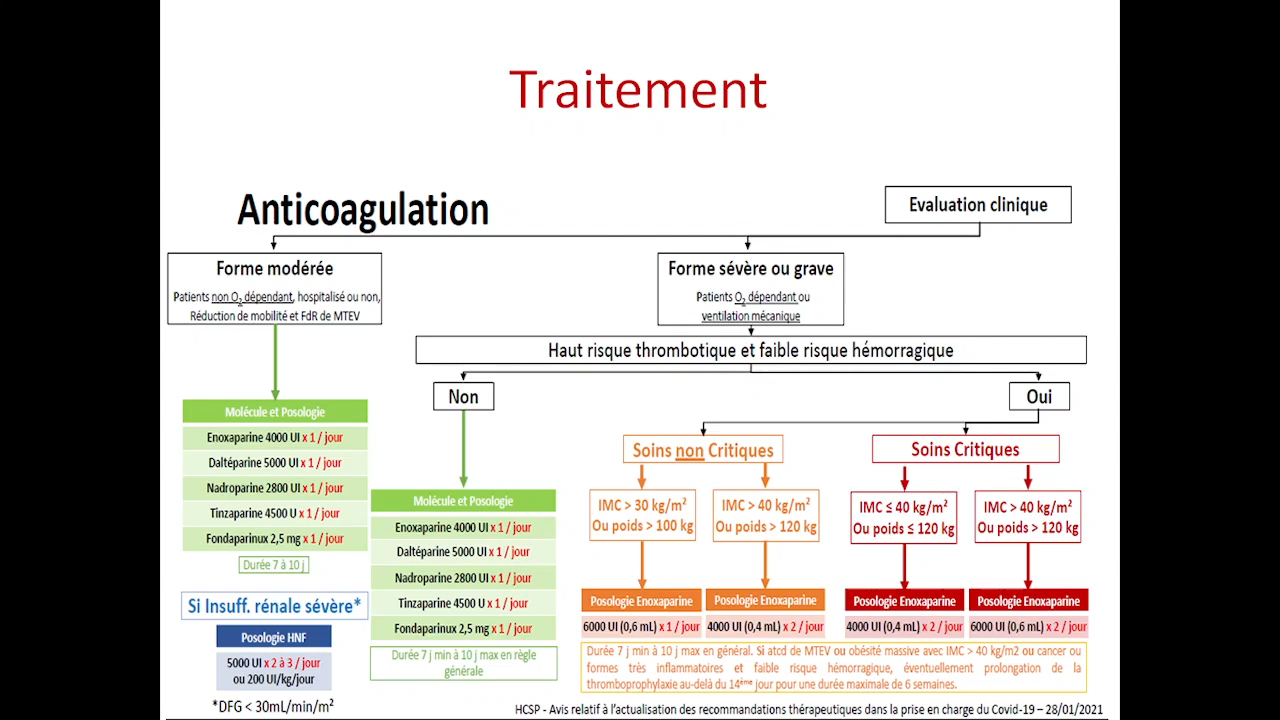 Traitement
Anticoagulation
Evaluation clinique
Forme modérée
Patients non O2 dépendant, hospitalisé ou non,
Réduction de mobilité et FdR de MTEV
Forme sévère ou grave
Patients O2 dépendant ou
ventilation mécanique
Haut risque thrombotique et faible risque hémorragique
Non
Oui
Molécule et Posologie
Enoxaparine 4000 UI x 1 / jour
Daltéparine 5000 UI x 1 / jour
Nadroparine 2800 UI x 1 / jour
Tinzaparine 4500 U x 1 / jour
Fondaparinux 2,5 mg x 1 / jour
Durée 7 à 10 j
Si Insuff. rénale sévère*
Posologie HNF
5000 UI x 2 à 3 / jour
ou 200 UI/kg/jour
*DFG < 30mL/min/m²
Molécule et Posologie
Enoxaparine 4000 UI x 1 / jour
Daltéparine 5000 UI x 1 / jour
Nadroparine 2800 UI x 1 / jour
Tinzaparine 4500 U x 1 / jour
Fondaparinux 2,5 mg x 1 / jour
Durée 7 j min à 10 j max en règle
générale
Soins non Critiques
IMC > 30 kg/m²
Ou poids > 100 kg
IMC > 40 kg/m²
Ou poids > 120 kg
Posologie Enoxaparine
6000 UI (0,6 mL) x 1 / jour
Posologie Enoxaparine
4000 UI (0,4 mL) x 2 / jour
Soins Critiques
IMC ≤ 40 kg/m²
Ou poids ≤ 120 kg
IMC > 40 kg/m²
Ou poids > 120 kg
Posologie Enoxaparine
4000 UI (0,4 mL) x 2 / jour
Posologie Enoxaparine
6000 UI (0,6 mL) x 2 / jour
Durée 7 j min à 10 j max en général. Si atcd de MTEV ou obésité massive avec IMC > 40 kg/m2 ou cancer ou
formes très inflammatoires et faible risque hémorragique, éventuellement prolongation de la
thromboprophylaxie au-delà du 14ème jour pour une durée maximale de 6 semaines.
HCSP - Avis relatif à l'actualisation des recommandations thérapeutiques dans la prise en charge du Covid-19 – 28/01/2021